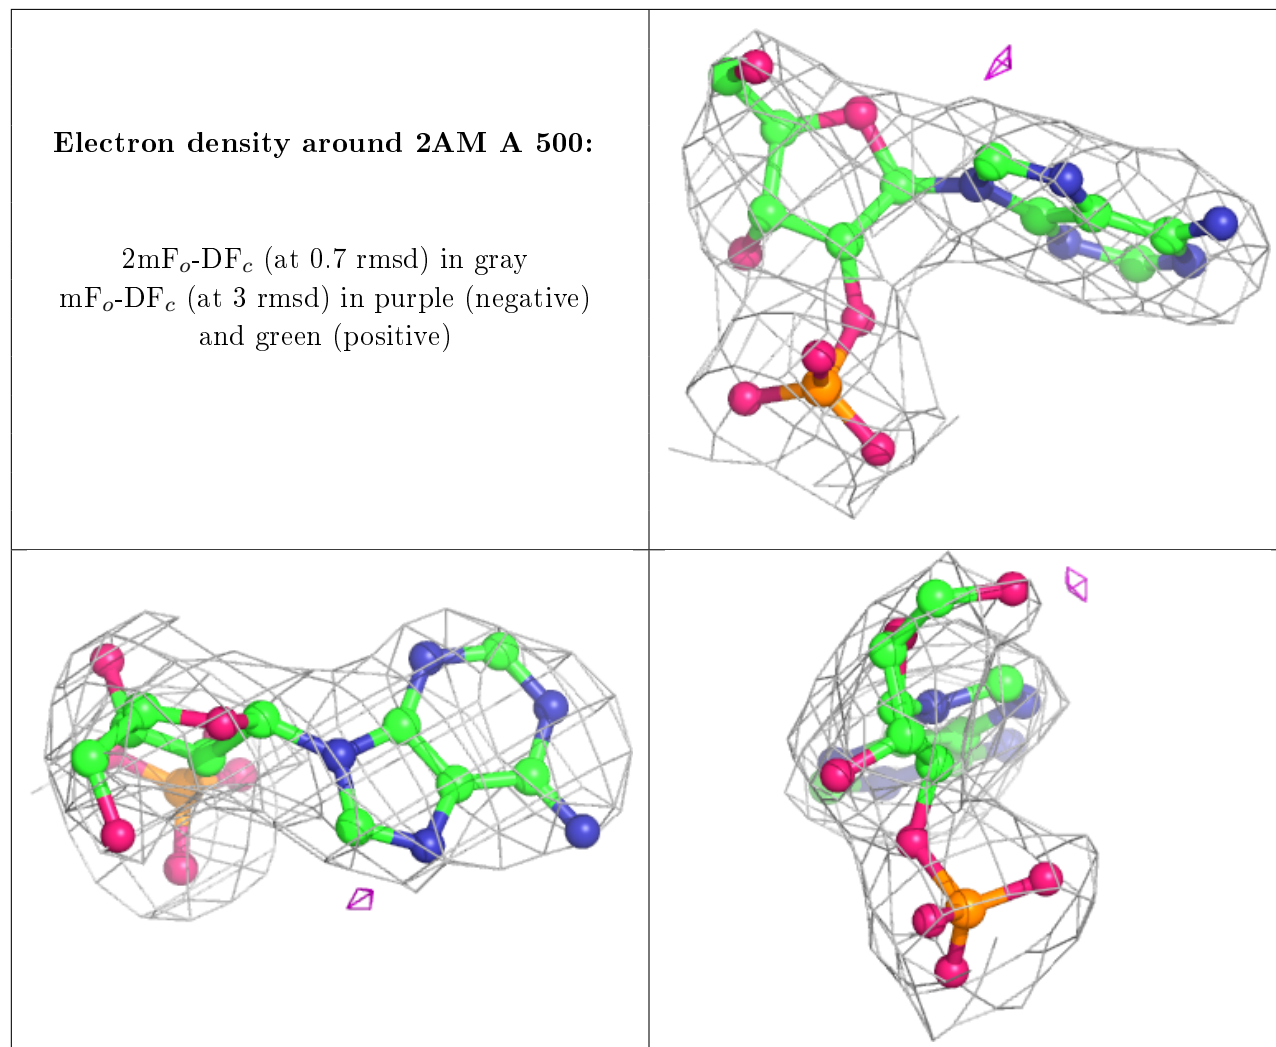 Electron density around 2AM A 500:
2mFo-DFc (at 0.7 rmsd) in gray
mFo-DFc (at 3 rmsd) in purple (negative)
and green (positive)